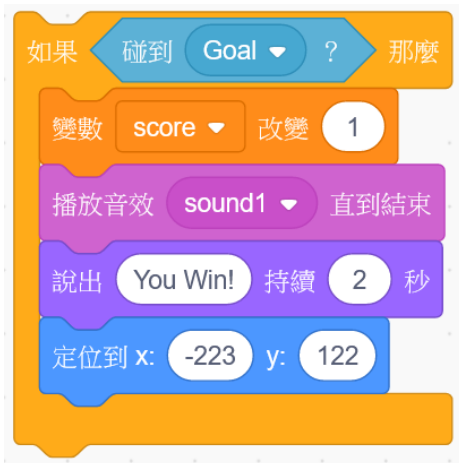 如果 碰到 Goal ? 那麼
變數 score 改變 1
播放音效 sound1 直到結束
說出 You Win! 持續 2 秒
定位到 x: -223 y: 122